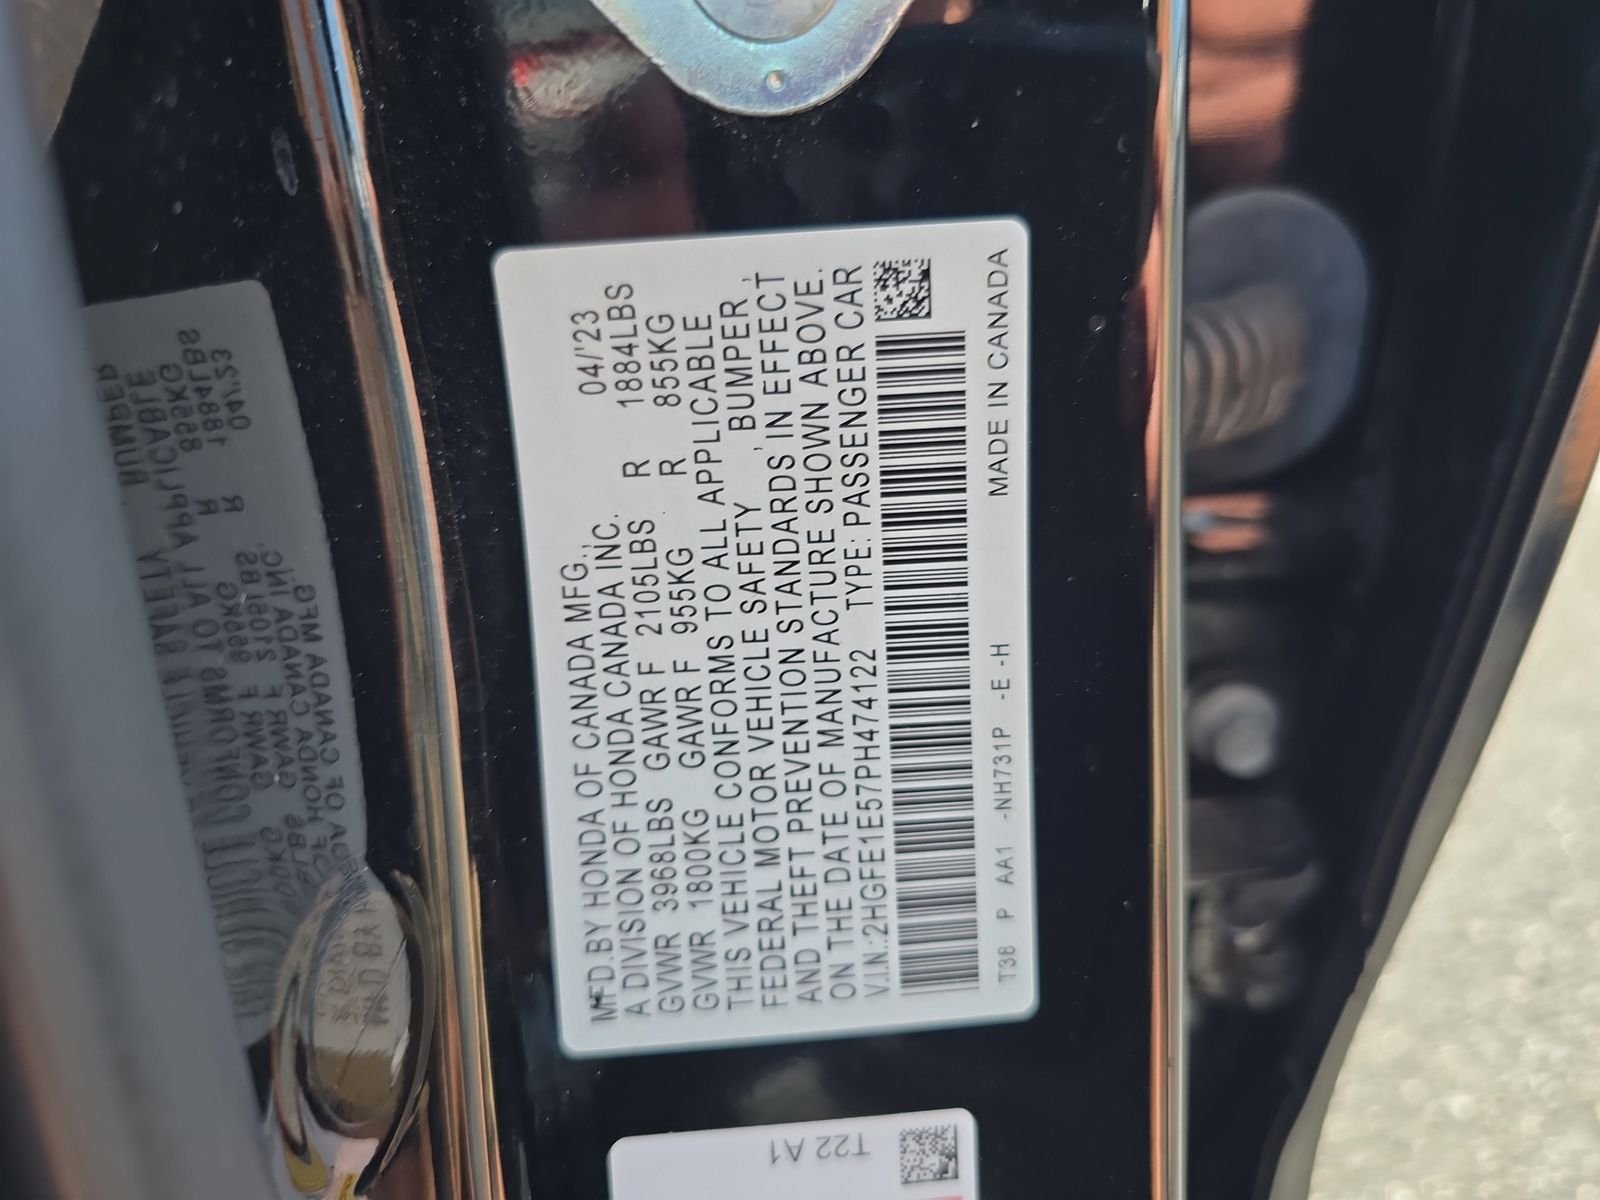 MFD.BY HONDA OF CANADA MFG.,
A DIVISION OF HONDA CANADA INC. 04/'23
GVWR 3968LBS GAWR F 2105LBS R 1884LBS
GVWR 1800KG GAWR F 955KG R 855KG
THIS VEHICLE CONFORMS TO ALL APPLICABLE
FEDERAL MOTOR VEHICLE SAFETY , BUMPER ,
AND THEFT PREVENTION STANDARDS IN EFFECT
ON THE DATE OF MANUFACTURE SHOWN ABOVE.
V.I.N.:2HGFE1E57PH474122 TYPE: PASSENGER CAR
T38 P AA1 -NH731P -E -H MADE IN CANADA
T22 A1